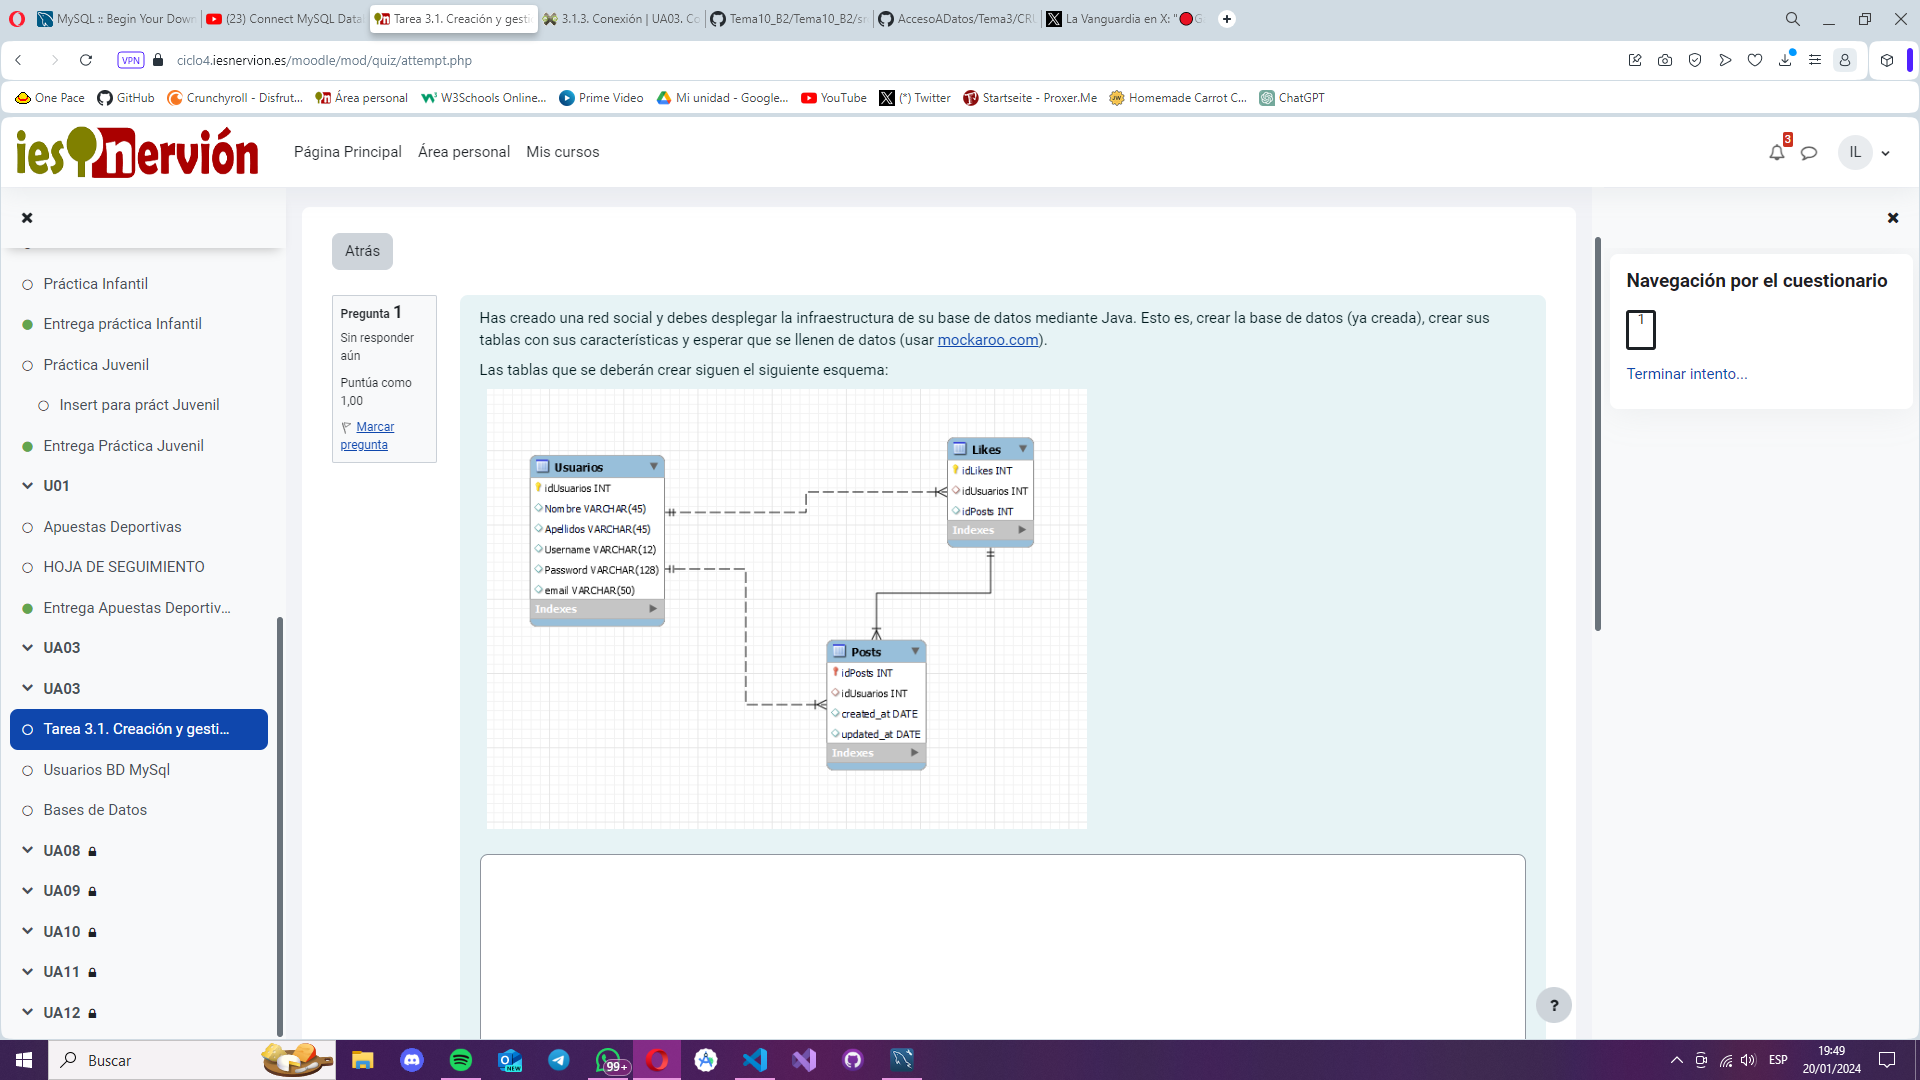 MySQL :: Begin Your Down
(23) Connect MySQL Data
Tarea 3.1. Creación y gesti
3.1.3. Conexión | UA03. Co
Tema10_B2/Tema10_B2/sr
AccesoADatos/Tema3/CRU
La Vanguardia en X: "
VPN
ciclo4.iesnervion.es/moodle/mod/quiz/attempt.php
One Pace
GitHub
Crunchyroll - Disfrut...
Área personal
W3Schools Online...
Prime Video
Mi unidad - Google...
YouTube
(*) Twitter
Startseite - Proxer.Me
Homemade Carrot C...
ChatGPT
ies nervión
Página Principal
Área personal
Mis cursos
3
IL
Práctica Infantil
Entrega práctica Infantil
Práctica Juvenil
Insert para práct Juvenil
Entrega Práctica Juvenil
U01
Apuestas Deportivas
HOJA DE SEGUIMIENTO
Entrega Apuestas Deportiv...
UA03
UA03
Tarea 3.1. Creación y gesti...
Usuarios BD MySql
Bases de Datos
UA08
UA09
UA10
UA11
UA12
Atrás
Pregunta 1
Sin responder
aún
Puntúa como
1,00
Marcar
pregunta
Has creado una red social y debes desplegar la infraestructura de su base de datos mediante Java. Esto es, crear la base de datos (ya creada), crear sus
tablas con sus características y esperar que se llenen de datos (usar mockaroo.com).
Las tablas que se deberán crear siguen el siguiente esquema:
Usuarios
idUsuarios INT
Nombre VARCHAR(45)
Apellidos VARCHAR(45)
Username VARCHAR(12)
Password VARCHAR(128)
email VARCHAR(50)
Indexes
Likes
idLikes INT
idUsuarios INT
idPosts INT
Indexes
Posts
idPosts INT
idUsuarios INT
created_at DATE
updated_at DATE
Indexes
Navegación por el cuestionario
1
Terminar intento...
?
Buscar
NEW
99+
ESP
19:49
20/01/2024